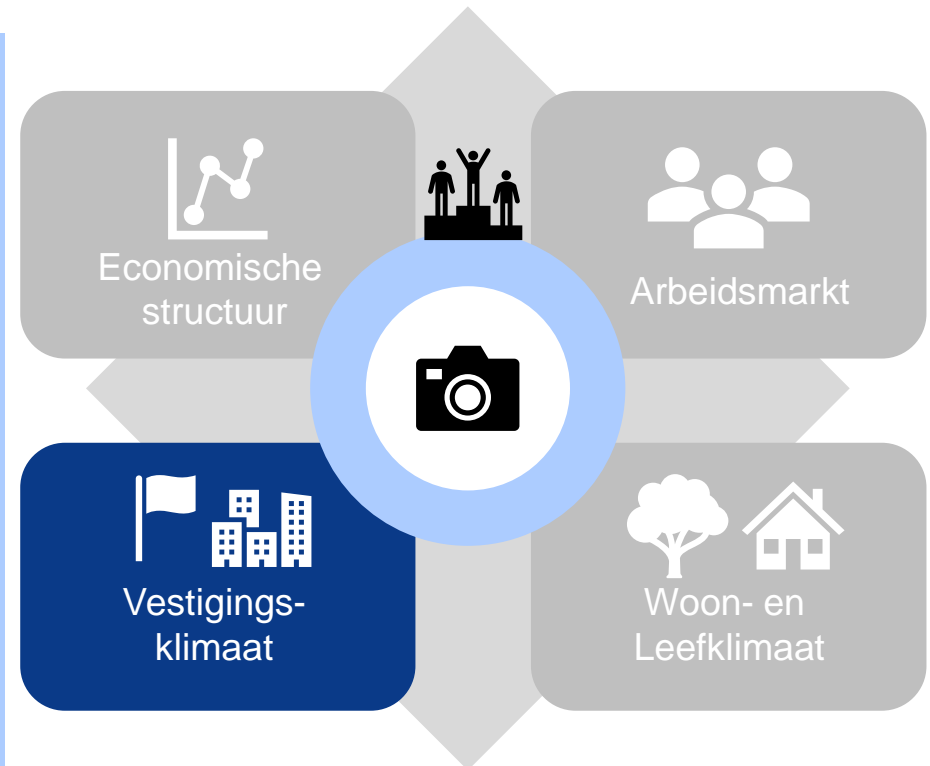 Economische
structuur
Arbeidsmarkt
Vestigings-
klimaat
Woon- en
Leefklimaat